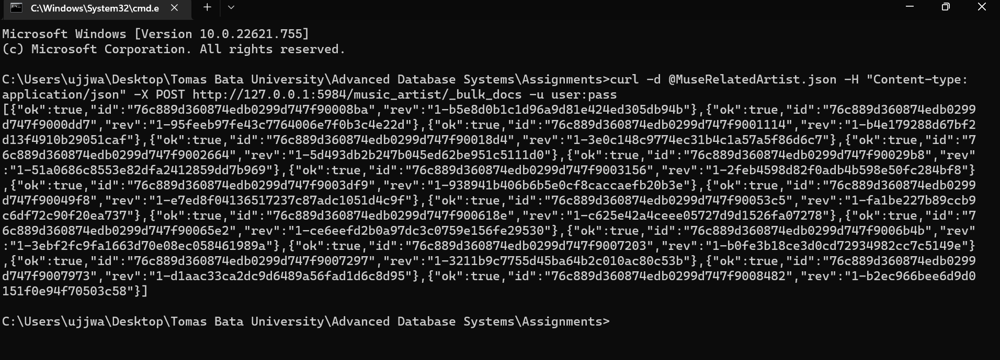 C:\Windows\System32\cmd.e
Microsoft Windows [Version 10.0.22621.755]
(c) Microsoft Corporation. All rights reserved.
C:\Users\ujjwa\Desktop\Tomas Bata University\Advanced Database Systems\Assignments>curl -d @MuseRelatedArtist.json -H "Content-type:
application/json" -X POST http://127.0.0.1:5984/music_artist/_bulk_docs -u user:pass
[{"ok":true,"id":"76c889d360874edb0299d747f90008ba","rev":"1-b5e8d0b1c1d96a9d81e424ed305db94b"},{"ok":true,"id":"76c889d360874edb0299
d747f9000dd7","rev":"1-95feeb97fe43c7764006e7f0b3c4e22d"},{"ok":true,"id":"76c889d360874edb0299d747f9001114","rev":"1-b4e179288d67bf2
d13f4910b29051caf"},{"ok":true,"id":"76c889d360874edb0299d747f90018d4","rev":"1-3e0c148c9774ec31b4c1a57a5f86d6c7"},{"ok":true,"id":"7
6c889d360874edb0299d747f9002664","rev":"1-5d493db2b247b045ed62be951c5111d0"},{"ok":true,"id":"76c889d360874edb0299d747f90029b8","rev"
:"1-51a0686c8553e82dfa2412859dd7b969"},{"ok":true,"id":"76c889d360874edb0299d747f9003156","rev":"1-2feb4598d82f0adb4b598e50fc284bf8"}
,{"ok":true,"id":"76c889d360874edb0299d747f9003df9","rev":"1-938941b406b6b5e0cf8caccaefb20b3e"},{"ok":true,"id":"76c889d360874edb0299
d747f90049f8","rev":"1-e7ed8f04136517237c87adc1051d4c9f"},{"ok":true,"id":"76c889d360874edb0299d747f90053c5","rev":"1-fa1be227b89ccb9
c6df72c90f20ea737"},{"ok":true,"id":"76c889d360874edb0299d747f900618e","rev":"1-c625e42a4ceee05727d9d1526fa07278"},{"ok":true,"id":"7
6c889d360874edb0299d747f90065e2","rev":"1-ce6eefd2b0a97dc3c0759e156fe29530"},{"ok":true,"id":"76c889d360874edb0299d747f9006b4b","rev"
:"1-3ebf2fc9fa1663d70e08ec058461989a"},{"ok":true,"id":"76c889d360874edb0299d747f9007203","rev":"1-b0fe3b18ce3d0cd72934982cc7c5149e"}
,{"ok":true,"id":"76c889d360874edb0299d747f9007297","rev":"1-3211b9c7755d45ba64b2c010ac80c53b"},{"ok":true,"id":"76c889d360874edb0299
d747f9007973","rev":"1-d1aac33ca2dc9d6489a56fad1d6c8d95"},{"ok":true,"id":"76c889d360874edb0299d747f9008482","rev":"1-b2ec966bee6d9d0
151f0e94f70503c58"}]
C:\Users\ujjwa\Desktop\Tomas Bata University\Advanced Database Systems\Assignments>